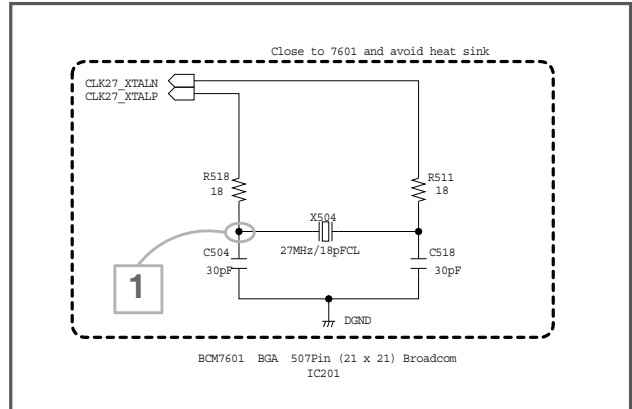 Close to 7601 and avoid heat sink
CLK27_XTALN
CLK27_XTALP
R518
18
R511
18
X504
27MHz/18pFCL
C504
30pF
C518
30pF
1
DGND
BCM7601 BGA 507Pin (21 x 21) Broadcom
IC201